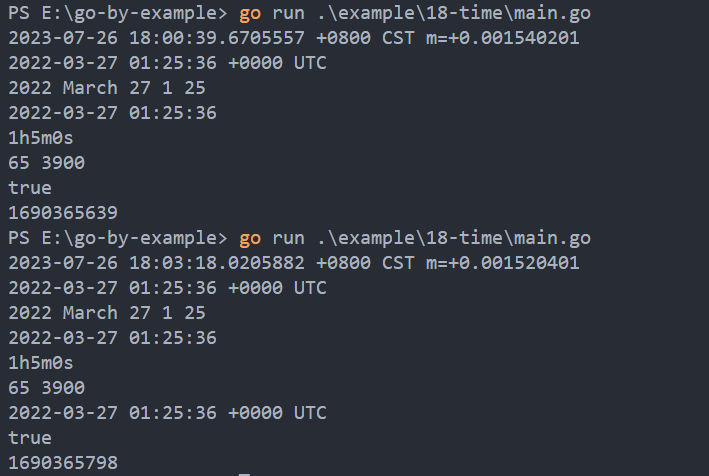 PS E:\go-by-example> go run .\example\18-time\main.go
2023-07-26 18:00:39.6705557 +0800 CST m=+0.001540201
2022-03-27 01:25:36 +0000 UTC
2022 March 27 1 25
2022-03-27 01:25:36
1h5m0s
65 3900
true
1690365639
PS E:\go-by-example> go run .\example\18-time\main.go
2023-07-26 18:03:18.0205882 +0800 CST m=+0.001520401
2022-03-27 01:25:36 +0000 UTC
2022 March 27 1 25
2022-03-27 01:25:36
1h5m0s
65 3900
2022-03-27 01:25:36 +0000 UTC
true
1690365798